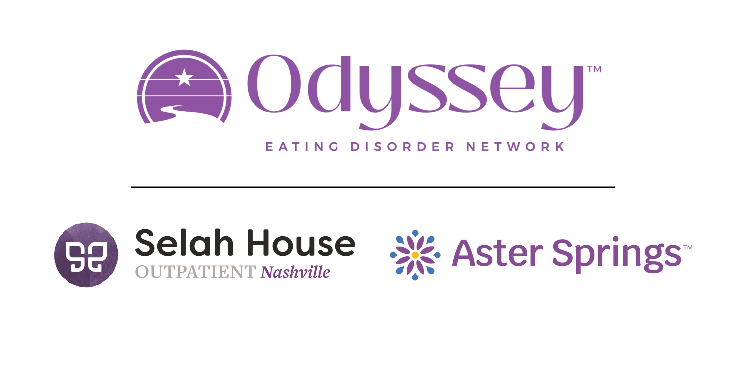 Odyssey™
EATING DISORDER NETWORK
Selah House
OUTPATIENT Nashville
Aster Springs™